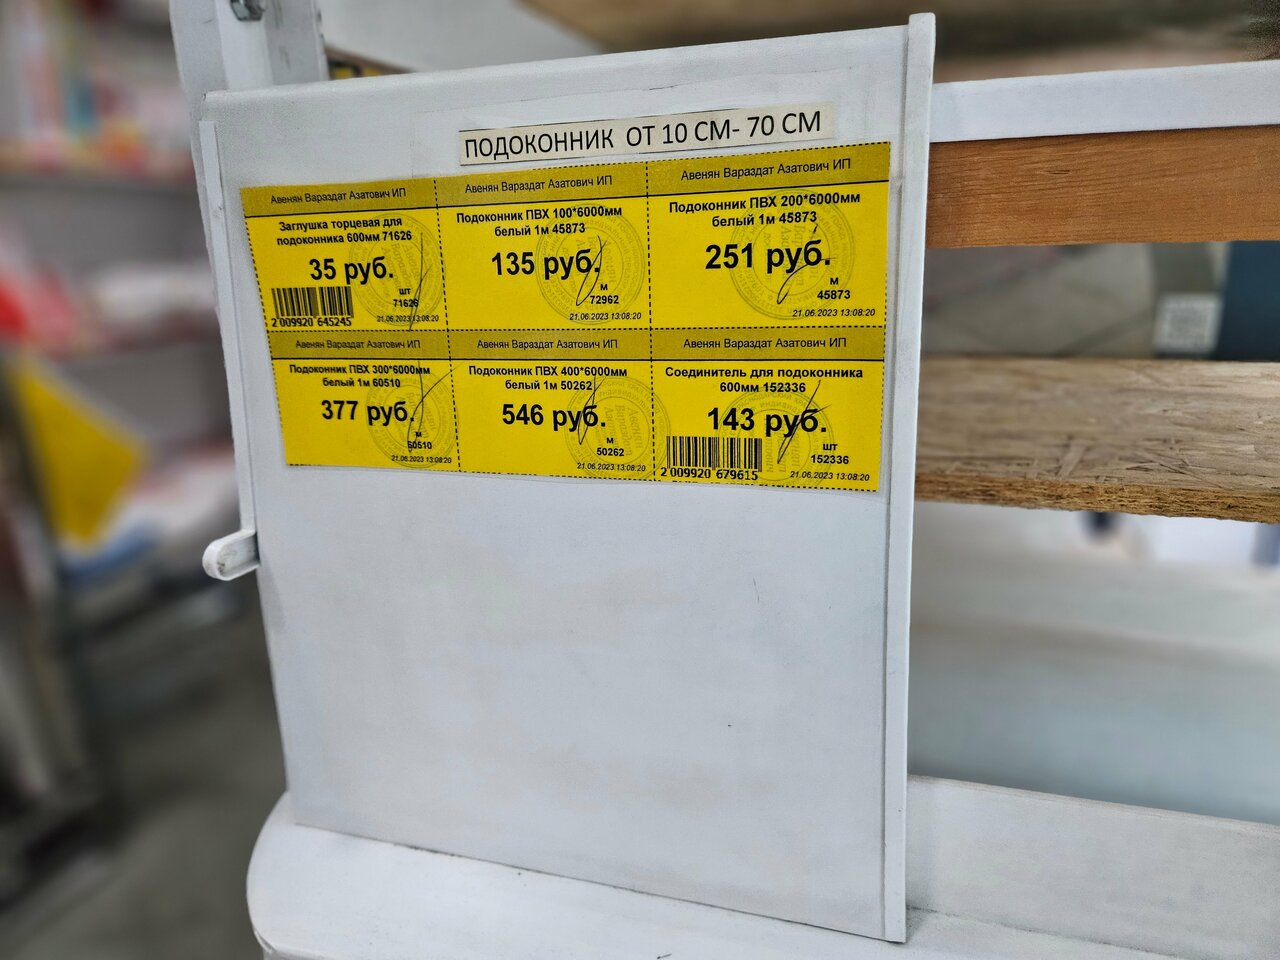 ПОДОКОННИК ОТ 10 СМ- 70 СМ
Авенян Вараздат Азатович ИП
Заглушка торцевая для
подоконника 600мм 71626
35 руб.
шт
71626
2 009920 645245
21.06.2023 13:08:20
Авенян Вараздат Азатович ИП
Подоконник ПВХ 100*6000мм
белый 1м 45873
135 руб.
м
72962
21.06.2023 13:08:20
Авенян Вараздат Азатович ИП
Подоконник ПВХ 200*6000мм
белый 1м 45873
251 руб.
м
45873
21.06.2023 13:08:20
Авенян Вараздат Азатович ИП
Подоконник ПВХ 300*6000мм
белый 1м 60510
377 руб.
м
60510
21.06.2023 13:08:20
Авенян Вараздат Азатович ИП
Подоконник ПВХ 400*6000мм
белый 1м 50262
546 руб.
м
50262
21.06.2023 13:08:20
Авенян Вараздат Азатович ИП
Соединитель для подоконника
600мм 152336
143 руб.
шт
152336
2 009920 679615
21.06.2023 13:08:20